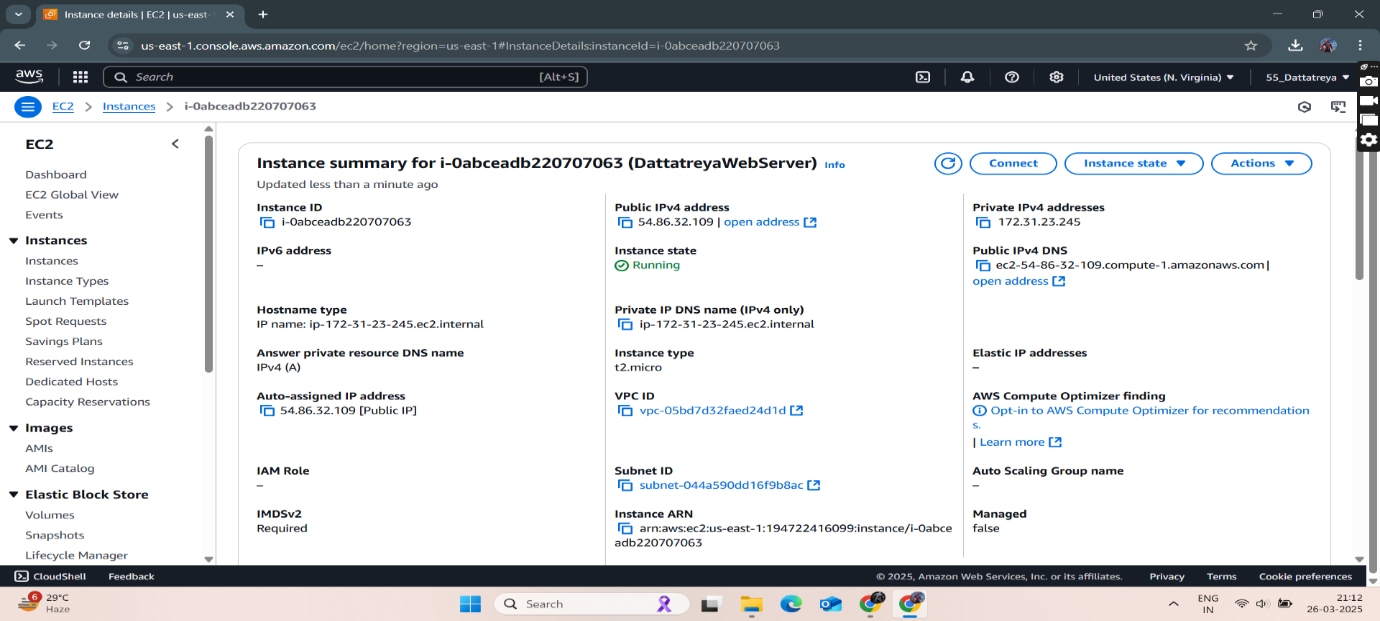 Instance details | EC2 | us-east-
us-east-1.console.aws.amazon.com/ec2/home?region=us-east-1#InstanceDetails:instanceId=i-0abceadb220707063
aws
Search
[Alt+S]
United States (N. Virginia)
55_Dattatreya
EC2
Instances
i-0abceadb220707063
EC2
Dashboard
EC2 Global View
Events
Instances
Instances
Instance Types
Launch Templates
Spot Requests
Savings Plans
Reserved Instances
Dedicated Hosts
Capacity Reservations
Images
AMIs
AMI Catalog
Elastic Block Store
Volumes
Snapshots
Lifecycle Manager
Instance summary for i-0abceadb220707063 (DattatreyaWebServer) Info
Updated less than a minute ago
Connect
Instance state
Actions
Instance ID
i-0abceadb220707063
Public IPv4 address
54.86.32.109 | open address
Private IPv4 addresses
172.31.23.245
IPv6 address
–
Instance state
Running
Public IPv4 DNS
ec2-54-86-32-109.compute-1.amazonaws.com |
open address
Hostname type
IP name: ip-172-31-23-245.ec2.internal
Private IP DNS name (IPv4 only)
ip-172-31-23-245.ec2.internal
Answer private resource DNS name
IPv4 (A)
Instance type
t2.micro
Elastic IP addresses
–
Auto-assigned IP address
54.86.32.109 [Public IP]
VPC ID
vpc-05bd7d32faed24d1d
AWS Compute Optimizer finding
Opt-in to AWS Compute Optimizer for recommendation
s.
| Learn more
IAM Role
–
Subnet ID
subnet-044a590dd16f9b8ac
Auto Scaling Group name
–
IMDSv2
Required
Instance ARN
arn:aws:ec2:us-east-1:194722416099:instance/i-0abce
adb220707063
Managed
false
CloudShell
Feedback
© 2025, Amazon Web Services, Inc. or its affiliates.
Privacy
Terms
Cookie preferences
6
29°C
Haze
Search
ENG
IN
21:12
26-03-2025